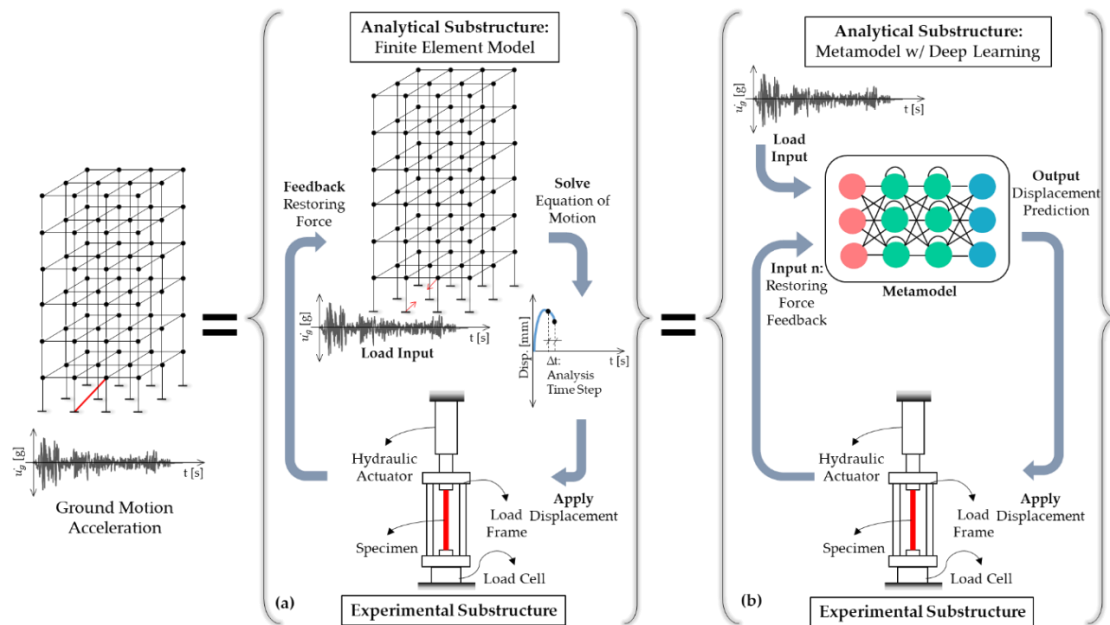 u̇g [g]
t [s]
Ground Motion
Acceleration
=
Analytical Substructure:
Finite Element Model
Feedback
Restoring
Force
Solve
Equation of
Motion
u̇g [g]
t [s]
Load Input
Disp. [mm]
t [s]
Δt:
Analysis
Time Step
Hydraulic
Actuator
Apply
Displacement
Load
Frame
Specimen
Load Cell
(a)
Experimental Substructure
=
Analytical Substructure:
Metamodel w/ Deep Learning
u̇g [g]
t [s]
Load
Input
Output
Displacement
Prediction
Input n:
Restoring
Force
Feedback
Metamodel
Hydraulic
Actuator
Apply
Displacement
Load
Frame
Specimen
Load Cell
(b)
Experimental Substructure